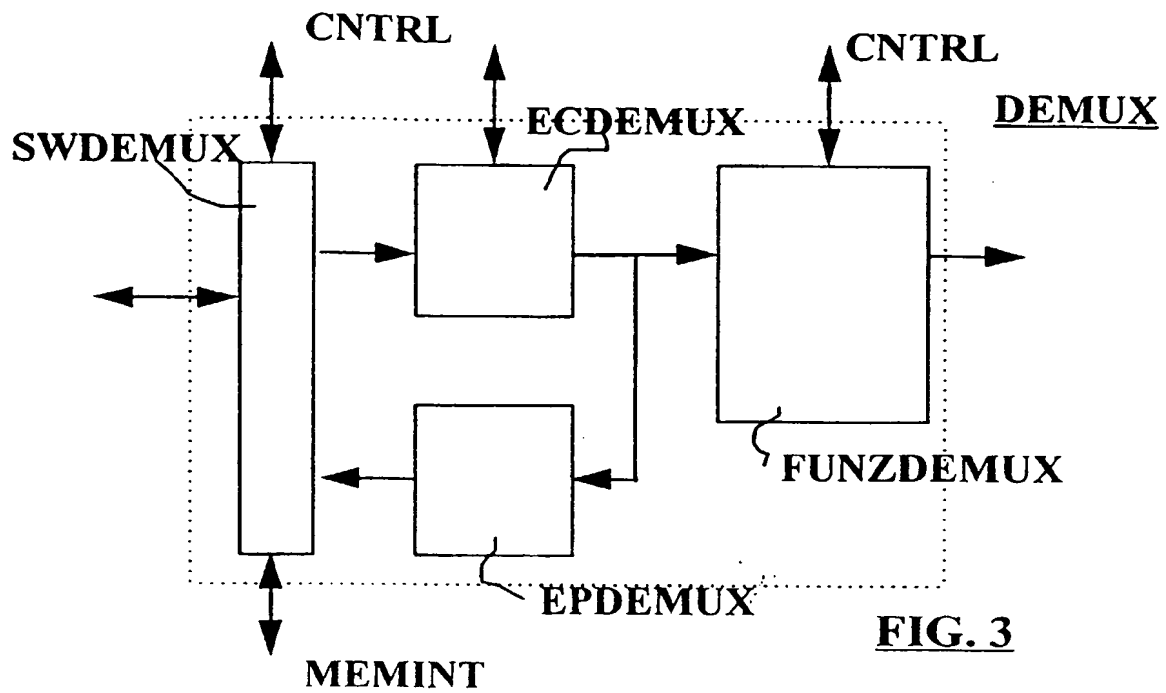 CNTRL
CNTRL
DEMUX
ECDEMUX
SWDEMUX
FUNZDEMUX
EPDEMUX
FIG. 3
MEMINT